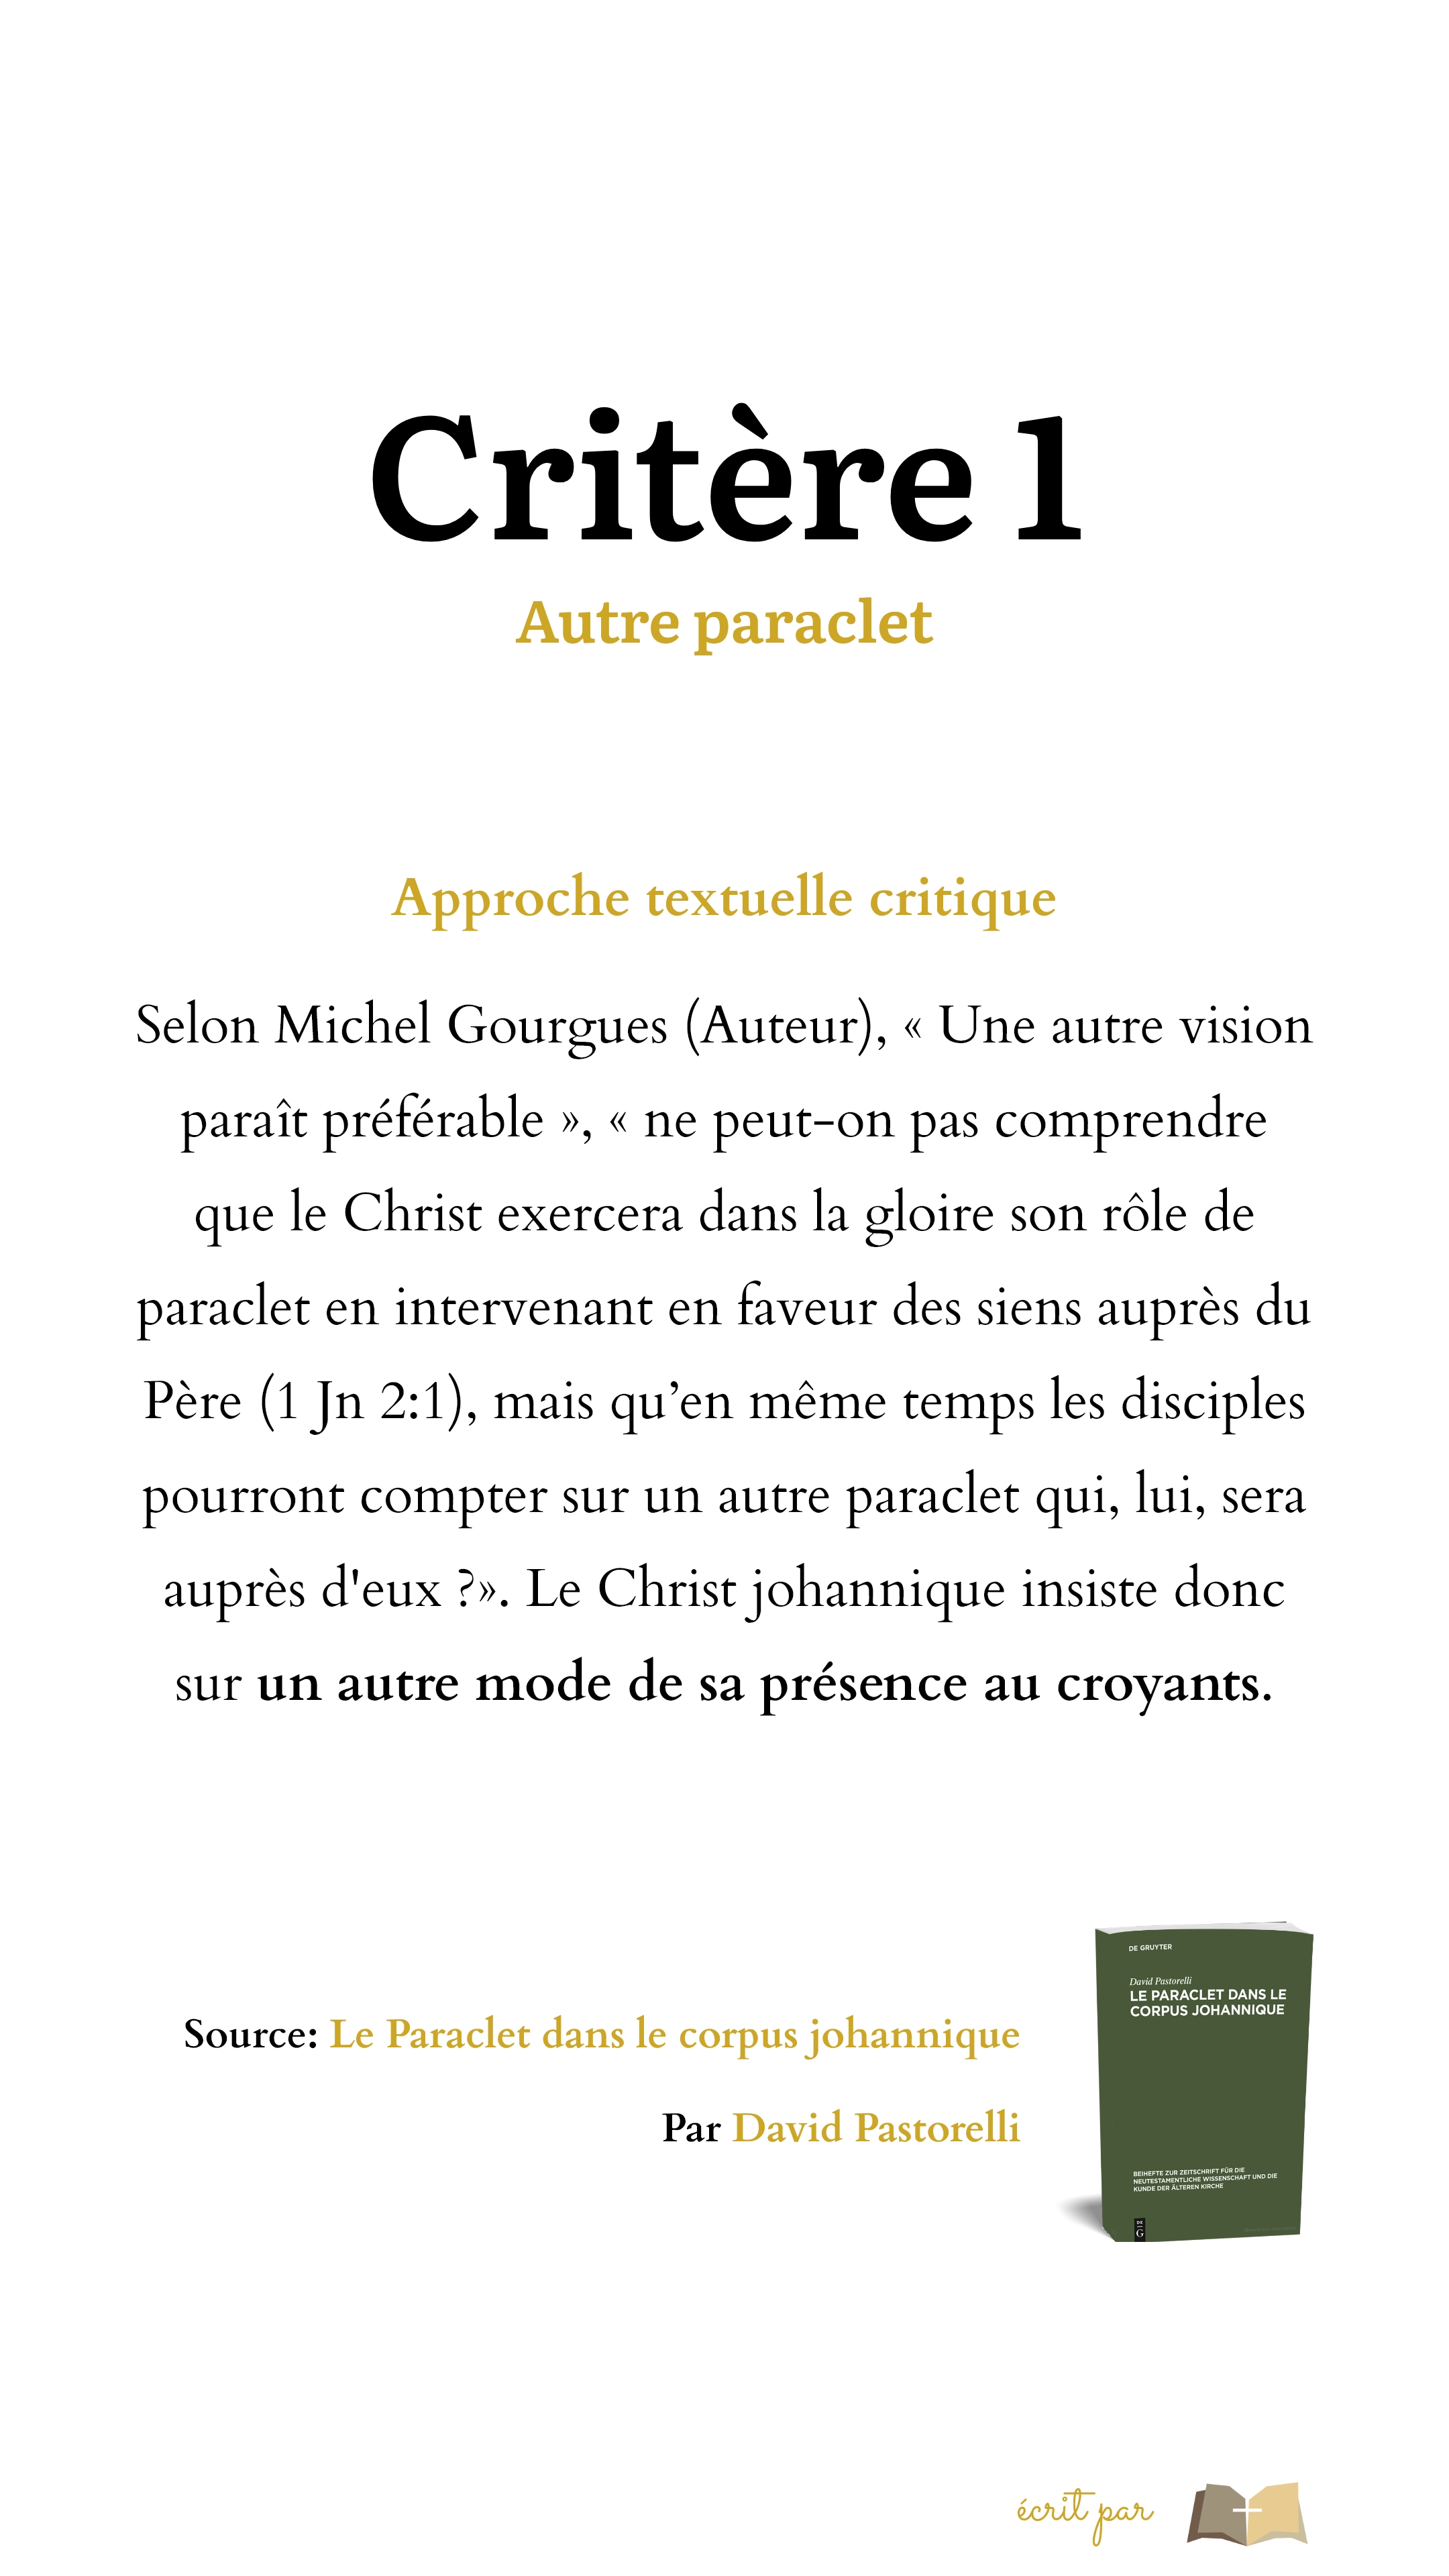 Critère 1
Autre paraclet
Approche textuelle critique
Selon Michel Gourgues (Auteur), « Une autre vision
paraît préférable », « ne peut-on pas comprendre
que le Christ exercera dans la gloire son rôle de
paraclet en intervenant en faveur des siens auprès du
Père (1 Jn 2:1), mais qu’en même temps les disciples
pourront compter sur un autre paraclet qui, lui, sera
auprès d'eux ?». Le Christ johannique insiste donc
sur un autre mode de sa présence au croyants.
Source: Le Paraclet dans le corpus johannique
Par David Pastorelli
DE GRUYTER
David Pastorelli
LE PARACLET DANS LE
CORPUS JOHANNIQUE
BEIHEFTE ZUR ZEITSCHRIFT FÜR DIE
NEUTESTAMENTLICHE WISSENSCHAFT UND DIE
KUNDE DER ÄLTEREN KIRCHE
DE
G
écrit par